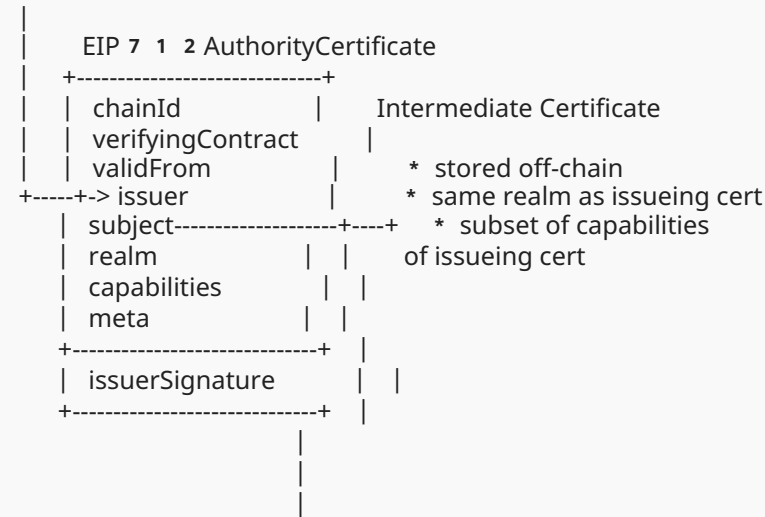 |
|        EIP 7 1 2 AuthorityCertificate
|     +------------------------------+
|     |   chainId                    |        Intermediate Certificate
|     |   verifyingContract          |
|     |   validFrom                  |          * stored off-chain
+-----+-> issuer                     |          * same realm as issueing cert
      |   subject--------------------+----+     * subset of capabilities
      |   realm                      |    |       of issueing cert
      |   capabilities               |    |
      |   meta                       |    |
      +------------------------------+    |
      |   issuerSignature            |    |
      +------------------------------+    |
                                          |
                                          |
                                          |